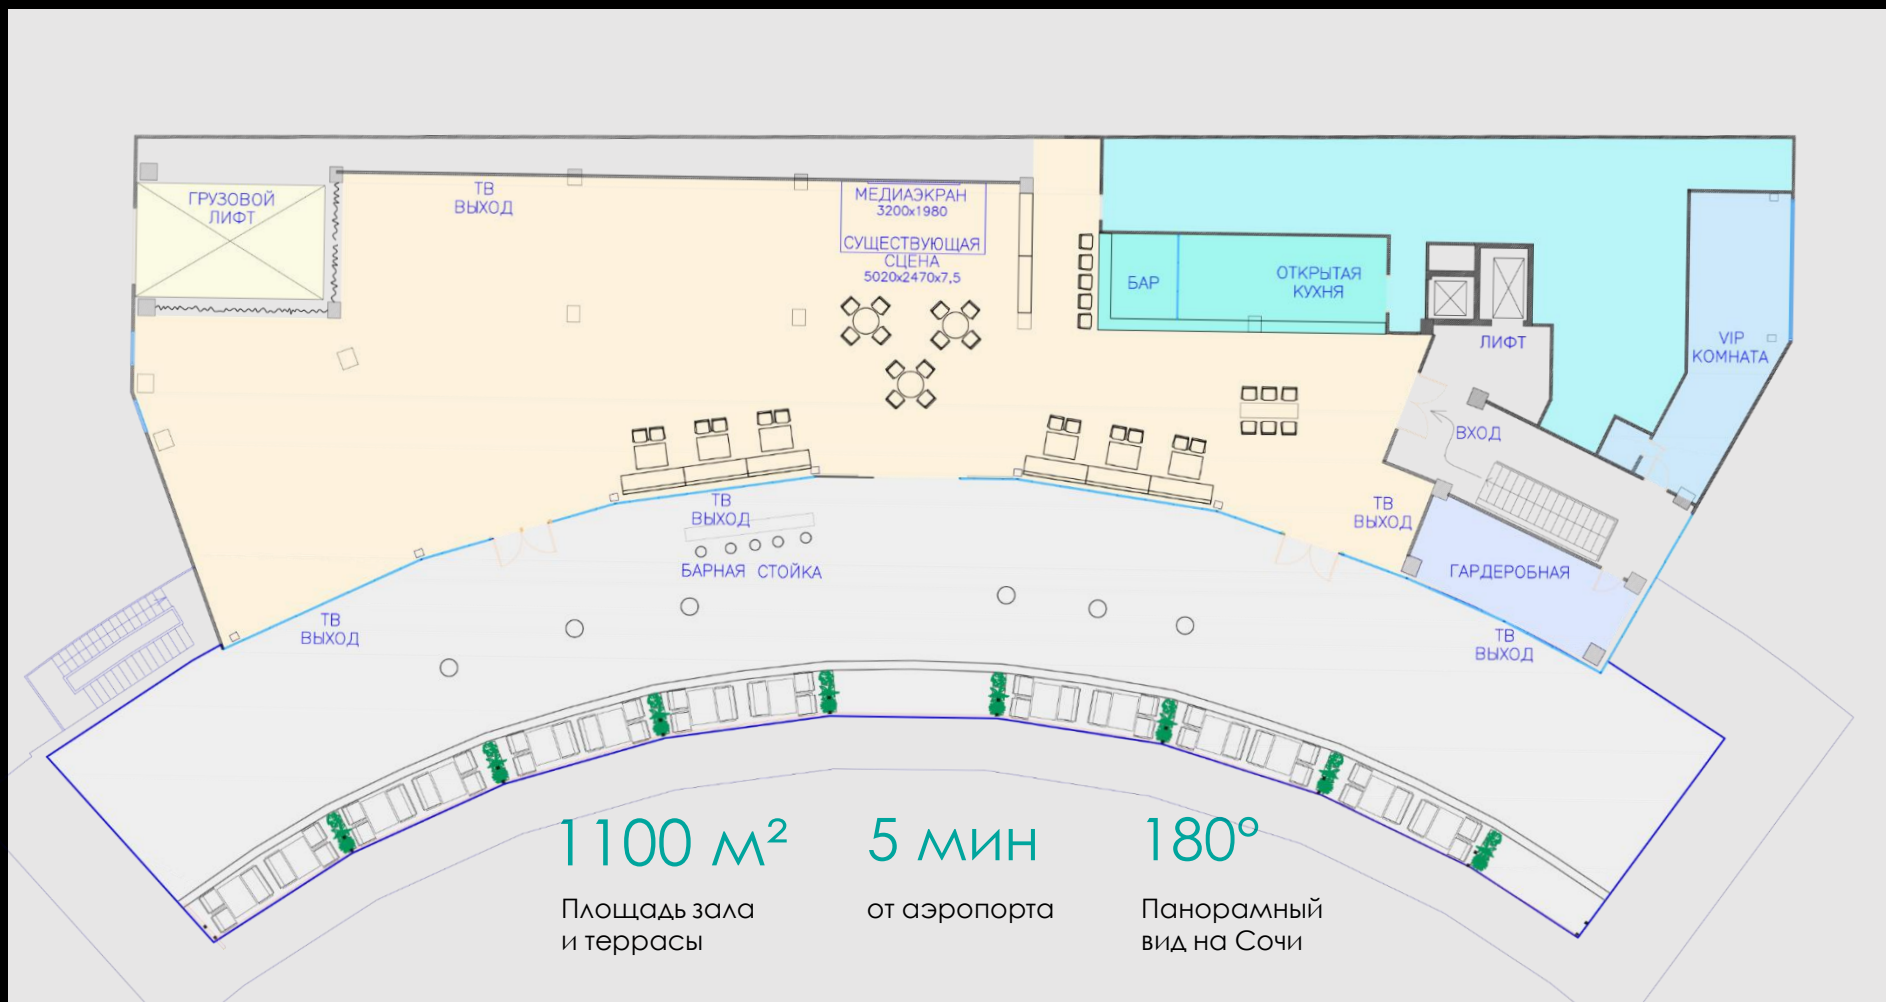 ГРУЗОВОЙ
ЛИФТ
ТВ
ВЫХОД
МЕДИАЭКРАН
3200х1980
СУЩЕСТВУЮЩАЯ
СЦЕНА
5020х2470х7,5
БАР
ОТКРЫТАЯ
КУХНЯ
ЛИФТ
VIP
КОМНАТА
ВХОД
ТВ
ВЫХОД
ТВ
ВЫХОД
БАРНАЯ СТОЙКА
ГАРДЕРОБНАЯ
ТВ
ВЫХОД
ТВ
ВЫХОД
1100 м²
Площадь зала
и террасы
5 мин
от аэропорта
180°
Панорамный
вид на Сочи